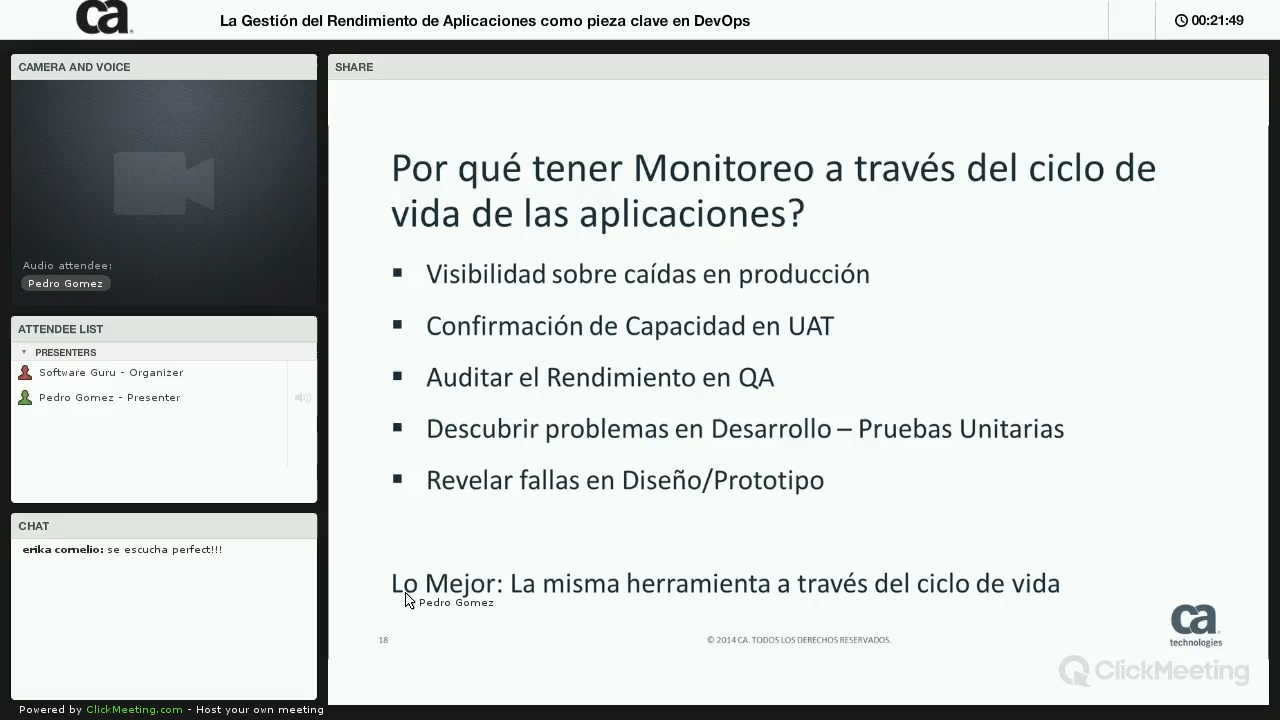 ca
La Gestión del Rendimiento de Aplicaciones como pieza clave en DevOps
00:21:49
CAMERA AND VOICE
Audio attendee:
Pedro Gomez
ATTENDEE LIST
PRESENTERS
Software Guru - Organizer
Pedro Gomez - Presenter
CHAT
erika cornelio: se escucha perfect!!!
SHARE
Por qué tener Monitoreo a través del ciclo de
vida de las aplicaciones?
▪ Visibilidad sobre caídas en producción
▪ Confirmación de Capacidad en UAT
▪ Auditar el Rendimiento en QA
▪ Descubrir problemas en Desarrollo – Pruebas Unitarias
▪ Revelar fallas en Diseño/Prototipo
Lo Mejor: La misma herramienta a través del ciclo de vida
Pedro Gomez
18
© 2014 CA. TODOS LOS DERECHOS RESERVADOS.
ca
technologies
ClickMeeting
Powered by ClickMeeting.com - Host your own meeting